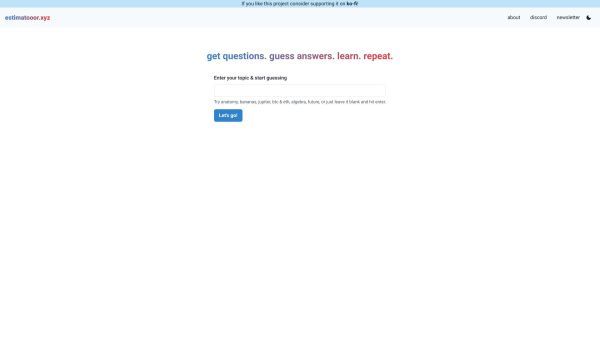 If you like this project consider supporting it on ko-fi!
estimatooor.xyz
about discord newsletter
get questions. guess answers. learn. repeat.
Enter your topic & start guessing
Try anatomy, bananas, jupiter, btc & eth, algebra, future, or just leave it blank and hit enter.
Let's go!